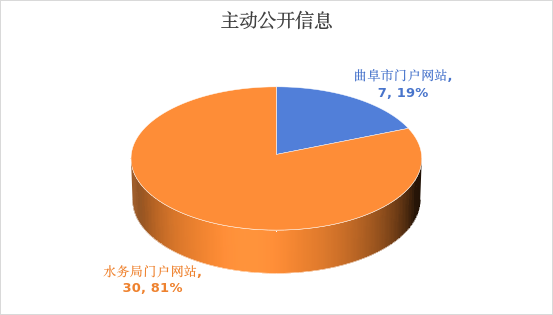 主动公开信息
曲阜市门户网站,
7, 19%
水务局门户网站,
30, 81%